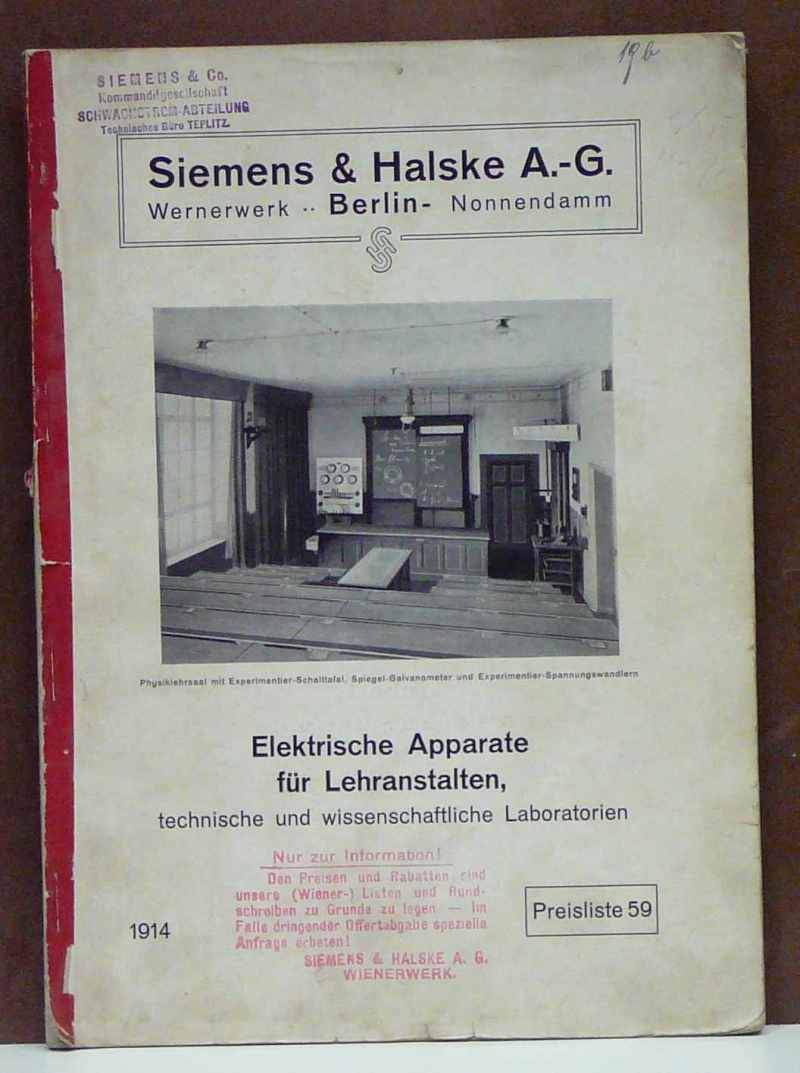 SIEMENS & Co.
Kommanditgesellschaft
SCHWACHSTROM-ABTEILUNG
Technisches Büro TEPLITZ
19b
Siemens & Halske A.-G.
Wernerwerk ·· Berlin- Nonnendamm
Physiklehrsaal mit Experimentier-Schalttafel, Spiegel-Galvanometer und Experimentier-Spannungswandlern
Elektrische Apparate
für Lehranstalten,
technische und wissenschaftliche Laboratorien
Nur zur Information!
Den Preisen und Rabatten sind
unsere (Wiener-) Listen und Rund-
schreiben zu Grunde zu legen — Im
Falle dringender Offertabgabe spezielle
Anfrage erbeten!
SIEMENS & HALSKE A. G.
WIENERWERK.
1914
Preisliste 59